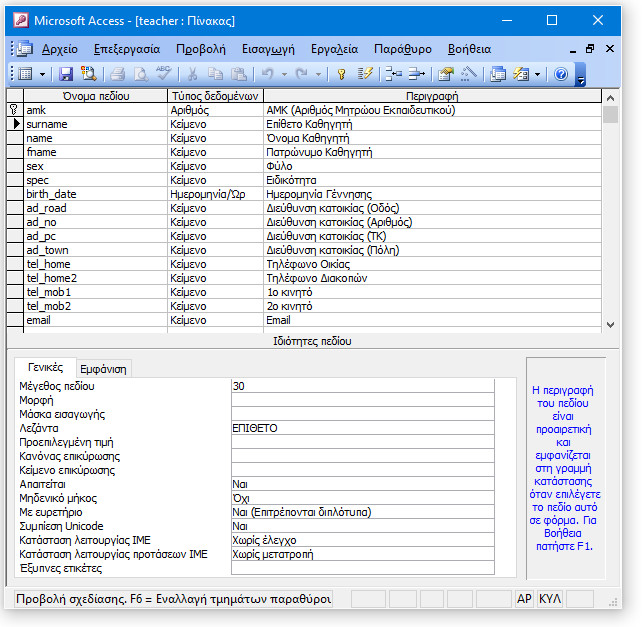 Microsoft Access - [teacher : Πίνακας]
Αρχείο Επεξεργασία Προβολή Εισαγωγή Εργαλεία Παράθυρο Βοήθεια
Όνομα πεδίου Τύπος δεδομένων Περιγραφή
amk Αριθμός ΑΜΚ (Αριθμός Μητρώου Εκπαιδευτικού)
surname Κείμενο Επίθετο Καθηγητή
name Κείμενο Όνομα Καθηγητή
fname Κείμενο Πατρώνυμο Καθηγητή
sex Κείμενο Φύλο
spec Κείμενο Ειδικότητα
birth_date Ημερομηνία/Ώρ Ημερομηνία Γέννησης
ad_road Κείμενο Διεύθυνση κατοικίας (Οδός)
ad_no Κείμενο Διεύθυνση κατοικίας (Αριθμός)
ad_pc Κείμενο Διεύθυνση κατοικίας (ΤΚ)
ad_town Κείμενο Διεύθυνση κατοικίας (Πόλη)
tel_home Κείμενο Τηλέφωνο Οικίας
tel_home2 Κείμενο Τηλέφωνο Διακοπών
tel_mob1 Κείμενο 1ο κινητό
tel_mob2 Κείμενο 2ο κινητό
email Κείμενο Email
Ιδιότητες πεδίου
Γενικές Εμφάνιση
Μέγεθος πεδίου 30
Μορφή
Μάσκα εισαγωγής
Λεζάντα ΕΠΙΘΕΤΟ
Προεπιλεγμένη τιμή
Κανόνας επικύρωσης
Κείμενο επικύρωσης
Απαιτείται Ναι
Μηδενικό μήκος Όχι
Με ευρετήριο Ναι (Επιτρέπονται διπλότυπα)
Συμπίεση Unicode Ναι
Κατάσταση λειτουργίας IME Χωρίς έλεγχο
Κατάσταση λειτουργίας προτάσεων IME Χωρίς μετατροπή
Έξυπνες ετικέτες
Η περιγραφή
του πεδίου
είναι
προαιρετική
και
εμφανίζεται
στη γραμμή
κατάστασης
όταν επιλέγετε
το πεδίο αυτό
σε φόρμα. Για
Βοήθεια
πατήστε F1.
Προβολή σχεδίασης. F6 = Εναλλαγή τμημάτων παραθύροι ΑΡ ΚΥΛ